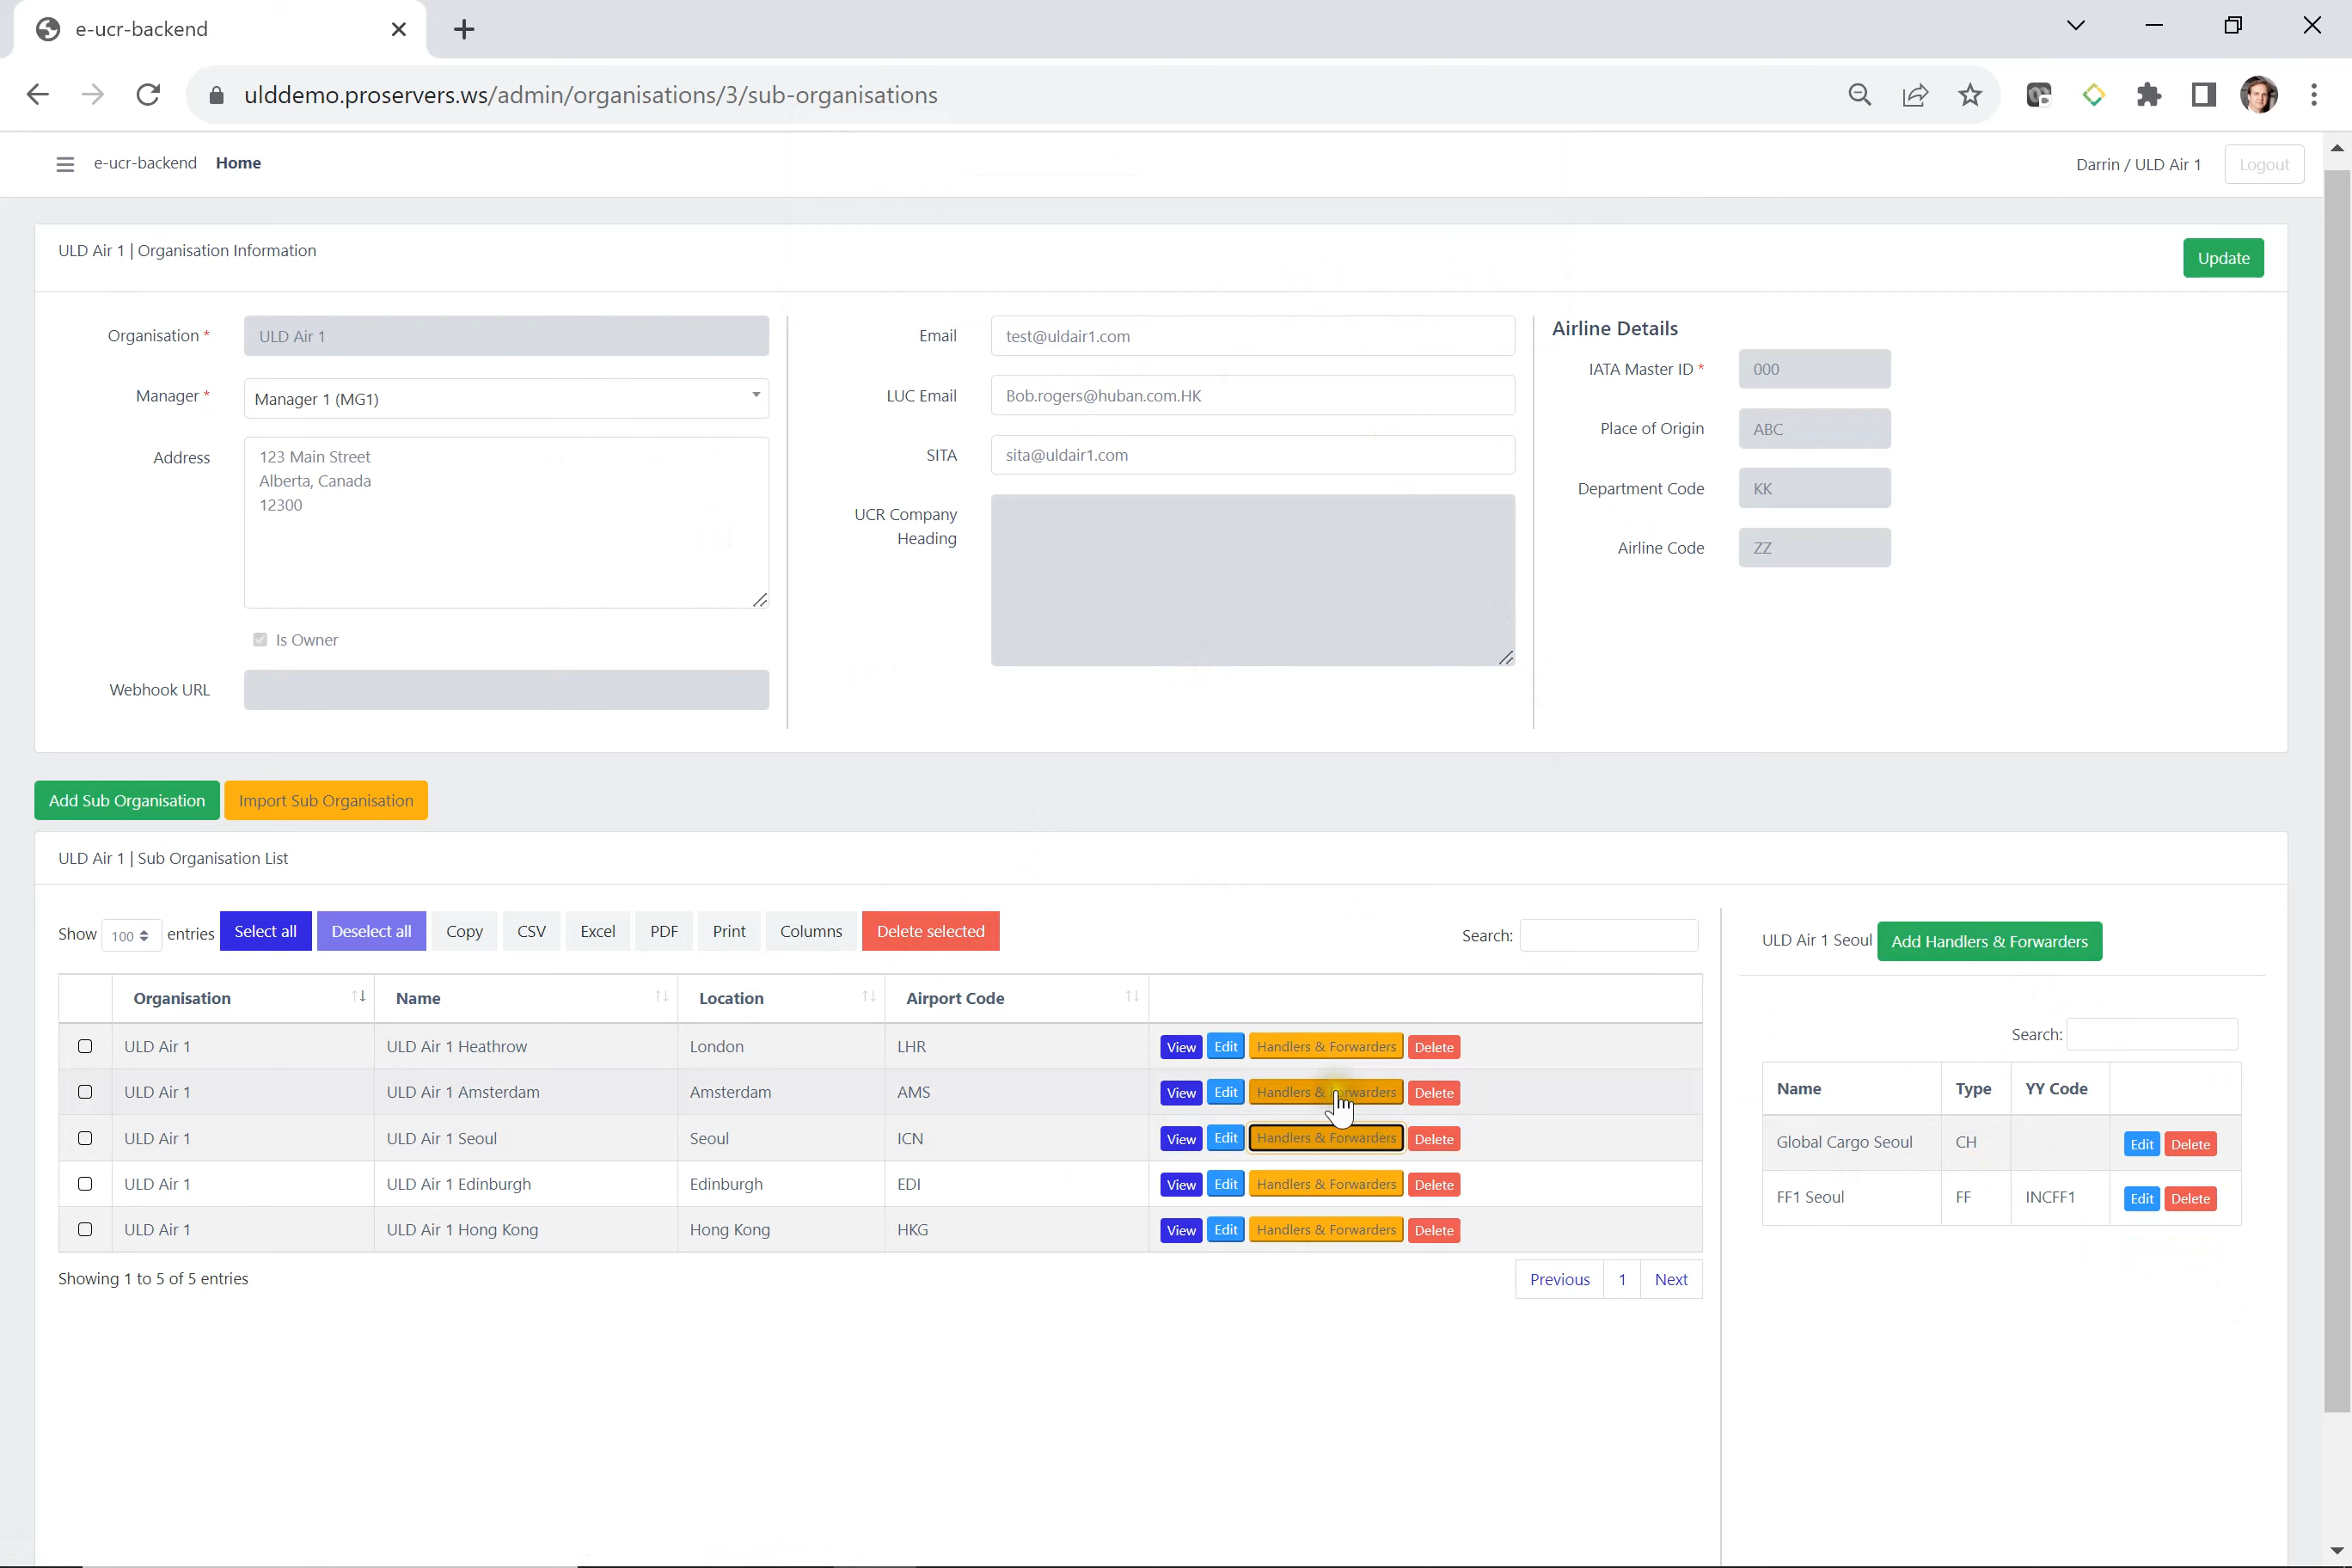 e-ucr-backend
ulddemo.proservers.ws/admin/organisations/3/sub-organisations
e-ucr-backend Home Darrin / ULD Air 1 Logout
ULD Air 1 | Organisation Information Update
Organisation * ULD Air 1
Manager * Manager 1 (MG1)
Address 123 Main Street
Alberta, Canada
12300
Is Owner
Webhook URL
Email test@uldair1.com
LUC Email Bob.rogers@huban.com.HK
SITA sita@uldair1.com
UCR Company
Heading
Airline Details
IATA Master ID * 000
Place of Origin ABC
Department Code KK
Airline Code ZZ
Add Sub Organisation Import Sub Organisation
ULD Air 1 | Sub Organisation List
Show 100 entries Select all Deselect all Copy CSV Excel PDF Print Columns Delete selected Search:
Organisation Name Location Airport Code
ULD Air 1 ULD Air 1 Heathrow London LHR View Edit Handlers & Forwarders Delete
ULD Air 1 ULD Air 1 Amsterdam Amsterdam AMS View Edit Handlers & Forwarders Delete
ULD Air 1 ULD Air 1 Seoul Seoul ICN View Edit Handlers & Forwarders Delete
ULD Air 1 ULD Air 1 Edinburgh Edinburgh EDI View Edit Handlers & Forwarders Delete
ULD Air 1 ULD Air 1 Hong Kong Hong Kong HKG View Edit Handlers & Forwarders Delete
Showing 1 to 5 of 5 entries Previous 1 Next
ULD Air 1 Seoul Add Handlers & Forwarders
Search:
Name Type YY Code
Global Cargo Seoul CH Edit Delete
FF1 Seoul FF INCFF1 Edit Delete